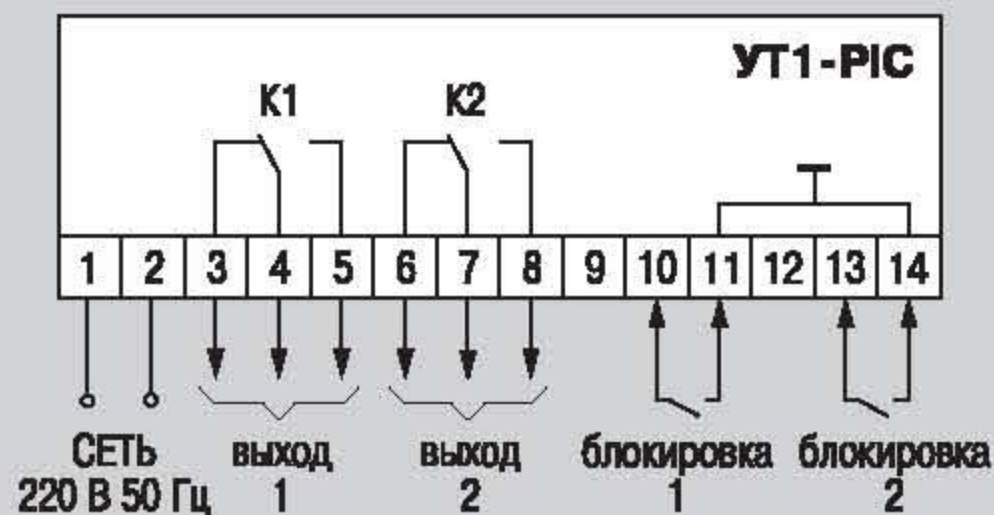 УТ1-PIC
К1 К2
1 2 3 4 5 6 7 8 9 10 11 12 13 14
СЕТЬ выход выход блокировка блокировка
220 В 50 Гц 1 2 1 2